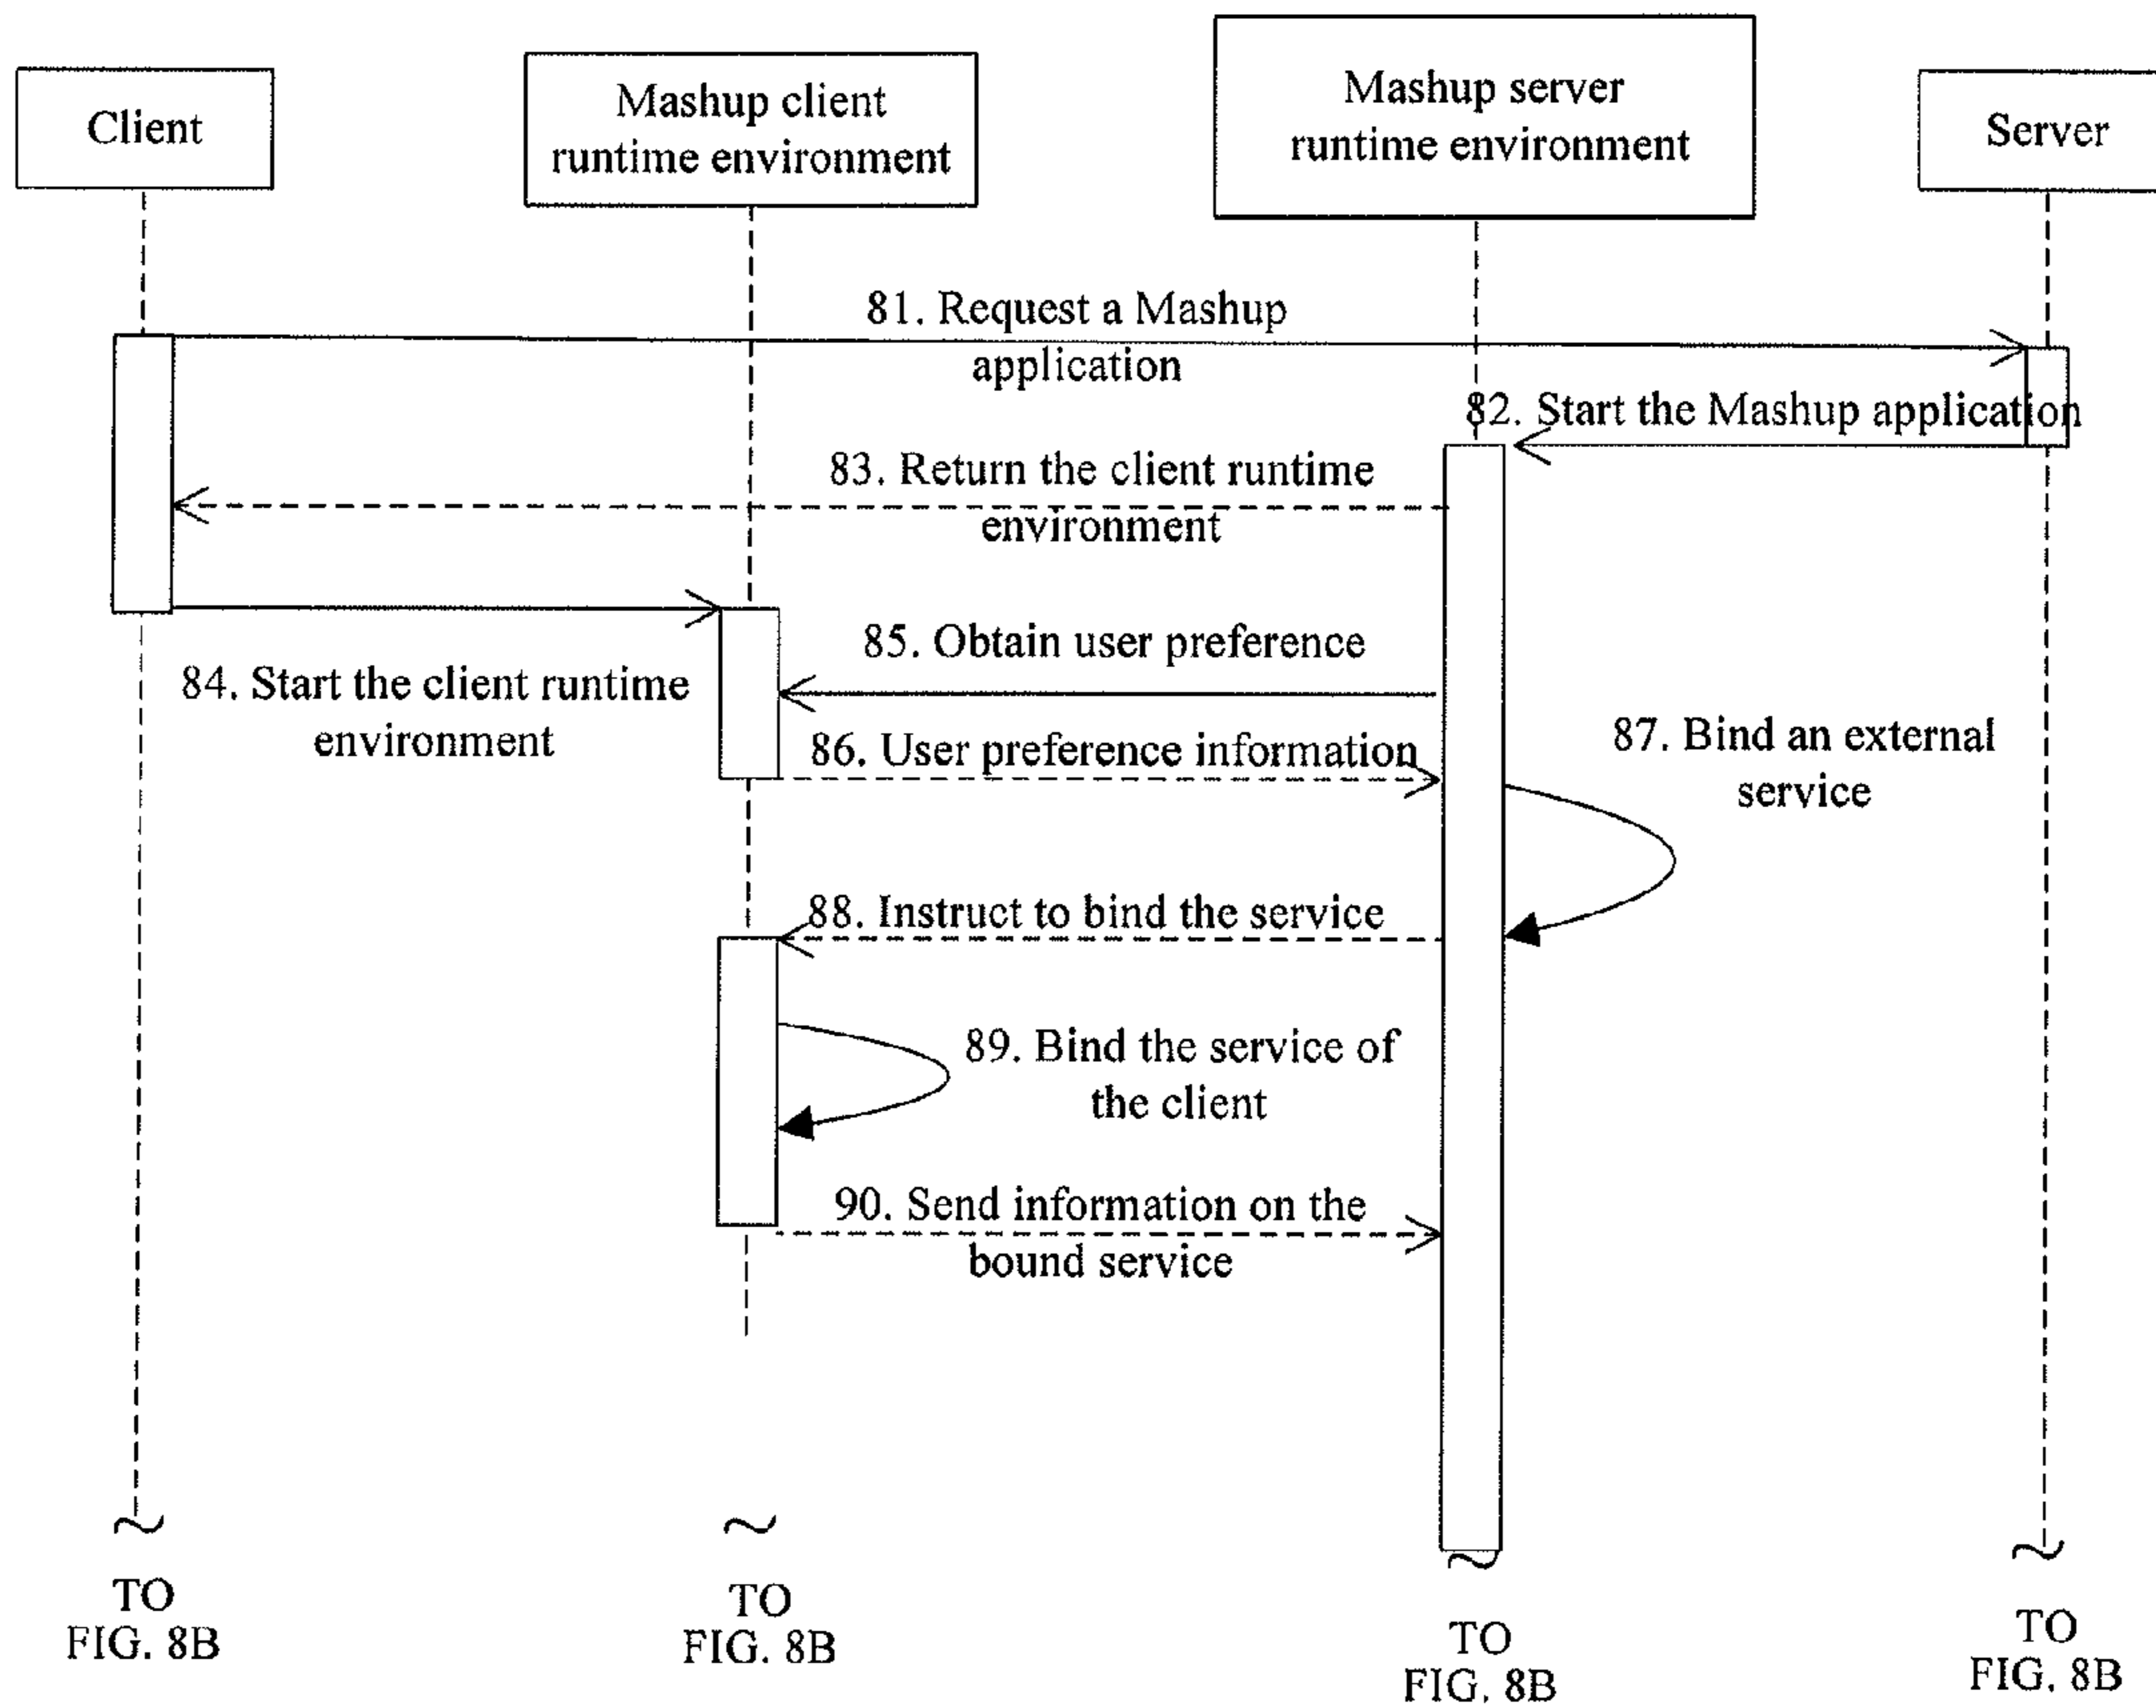 Client
Mashup client
runtime environment
Mashup server
runtime environment
Server
81. Request a Mashup
application
82. Start the Mashup application
83. Return the client runtime
environment
84. Start the client runtime
environment
85. Obtain user preference
86. User preference information
87. Bind an external
service
88. Instruct to bind the service
89. Bind the service of
the client
90. Send information on the
bound service
TO
FIG. 8B
TO
FIG. 8B
TO
FIG. 8B
TO
FIG. 8B